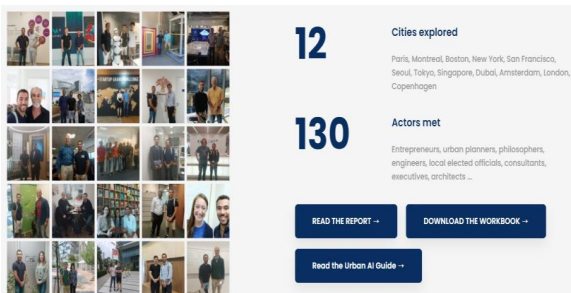 12
Cities explored
Paris, Montreal, Boston, New York, San Francisco,
Seoul, Tokyo, Singapore, Dubai, Amsterdam, London,
Copenhagen
130
Actors met
Entrepreneurs, urban planners, philosophers,
engineers, local elected officials, consultants,
executives, architects ...
READ THE REPORT →
DOWNLOAD THE WORKBOOK →
Read the Urban AI Guide →